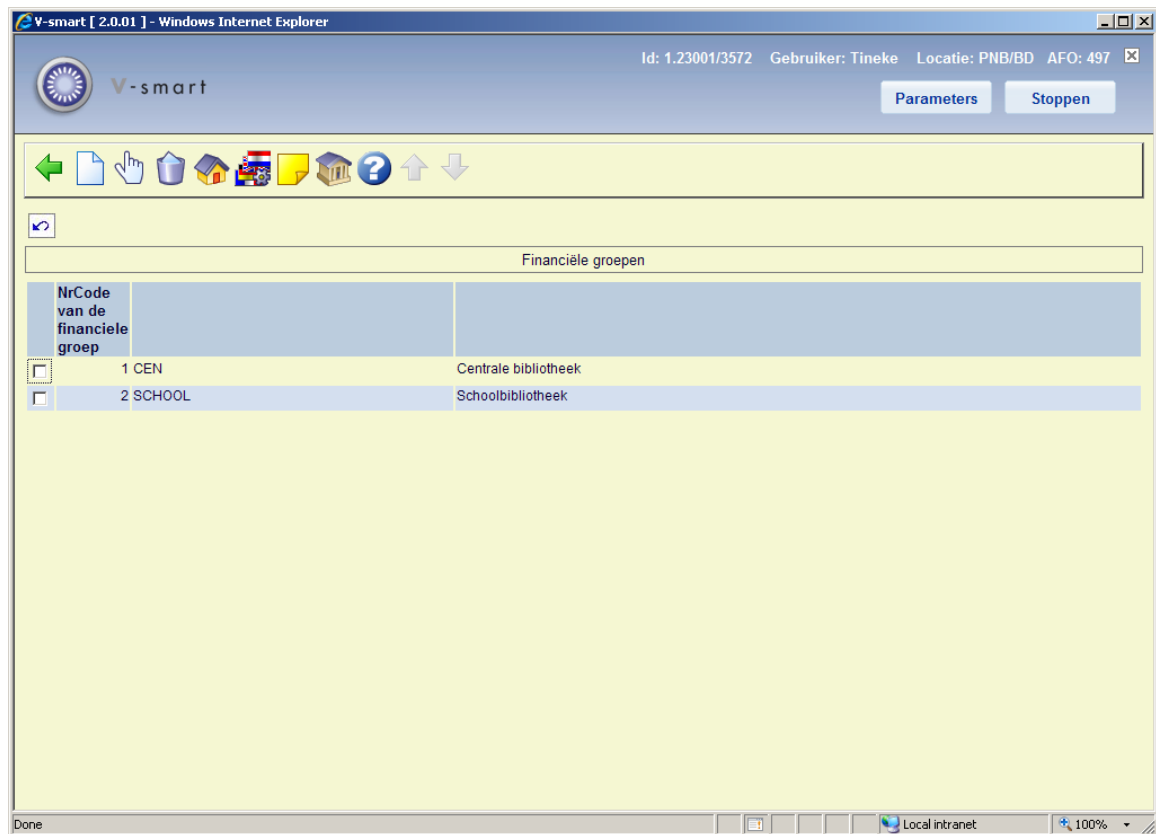 V-smart [ 2.0.01 ] - Windows Internet Explorer
Id: 1.23001/3572 Gebruiker: Tineke Locatie: PNB/BD AFO: 497
V-smart
Parameters Stoppen
Financiële groepen
NrCode
van de
financiele
groep
1 CEN Centrale bibliotheek
2 SCHOOL Schoolbibliotheek
Done Local intranet 100%